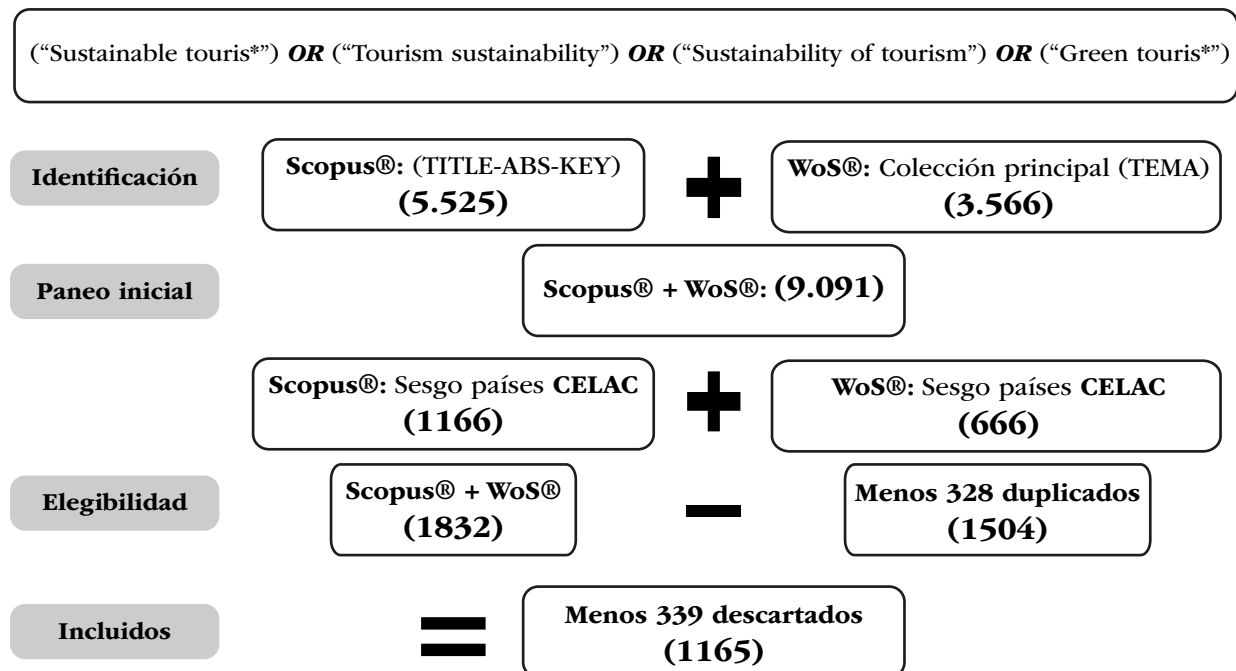 (“Sustainable touris*”) OR (“Tourism sustainability”) OR (“Sustainability of tourism”) OR (“Green touris*”)
Identificación
Scopus®: (TITLE-ABS-KEY)
(5.525)
+
WoS®: Colección principal (TEMA)
(3.566)
Paneo inicial
Scopus® + WoS®: (9.091)
Scopus®: Sesgo países CELAC
(1166)
+
WoS®: Sesgo países CELAC
(666)
Elegibilidad
Scopus® + WoS®
(1832)
−
Menos 328 duplicados
(1504)
Incluidos
=
Menos 339 descartados
(1165)